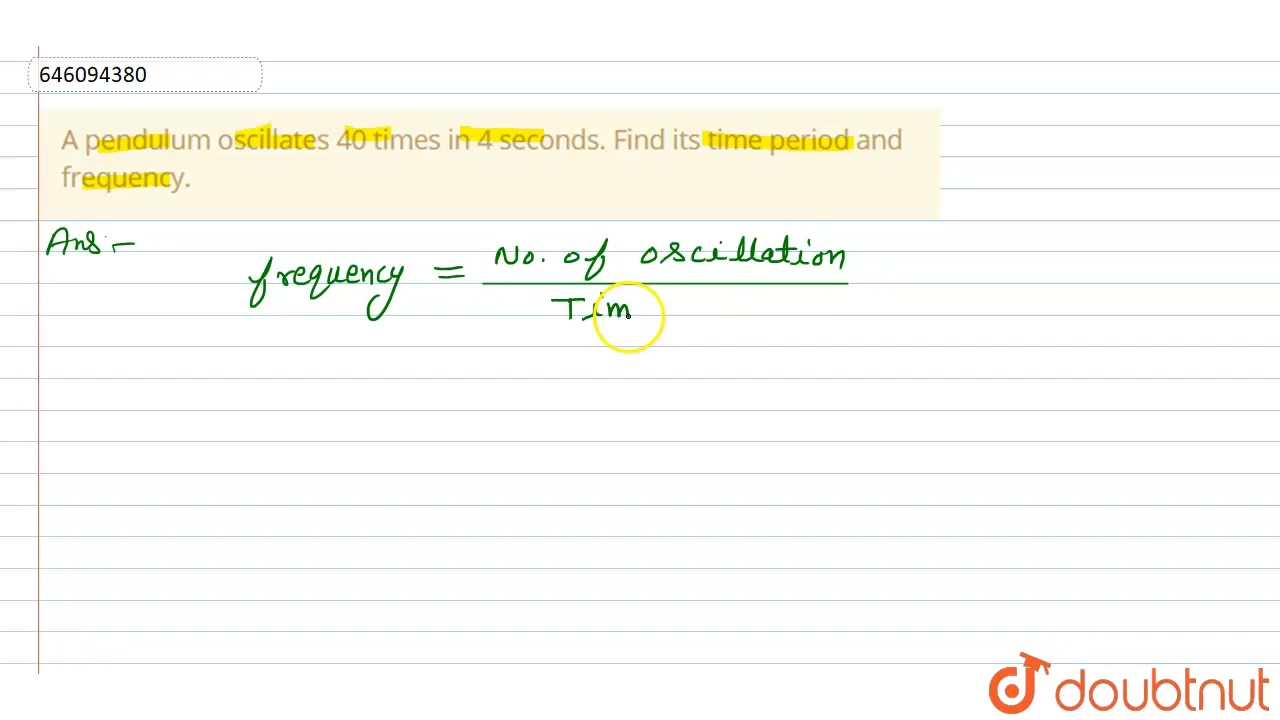 646094380
A pendulum oscillates 40 times in 4 seconds. Find its time period and
frequency.
Ans :-
frequency = No. of oscillation
Tim
doubtnut